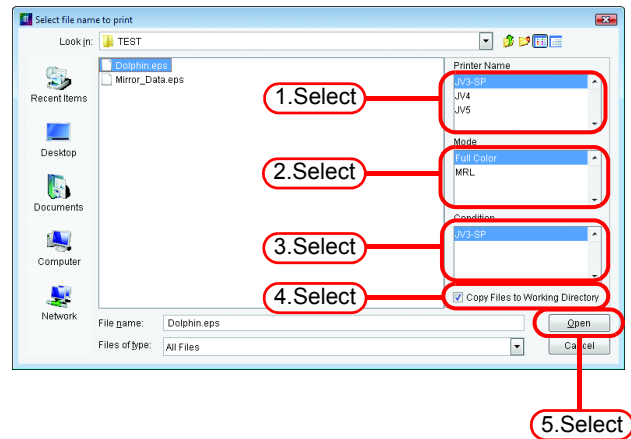 Select file name to print
Look in: TEST
Dolphin.eps
Mirror_Data.eps
Recent Items
Desktop
Documents
Computer
Network
Printer Name
JV3-SP
JV4
JV5
Mode
Full Color
MRL
Condition
JV3-SP
Copy Files to Working Directory
1.Select
2.Select
3.Select
4.Select
File name: Dolphin.eps
Open
Files of type: All Files
Cancel
5.Select